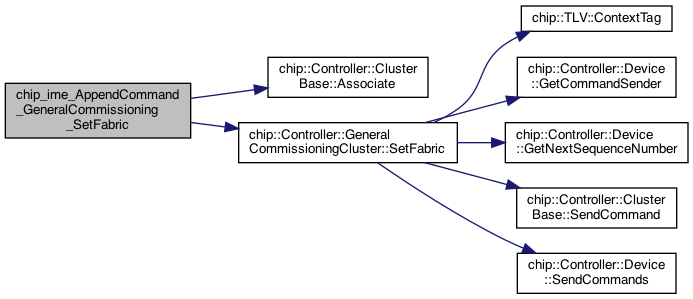 chip_ime_AppendCommand
_GeneralCommissioning
_SetFabric
chip::Controller::Cluster
Base::Associate
chip::Controller::General
CommissioningCluster::SetFabric
chip::TLV::ContextTag
chip::Controller::Device
::GetCommandSender
chip::Controller::Device
::GetNextSequenceNumber
chip::Controller::Cluster
Base::SendCommand
chip::Controller::Device
::SendCommands